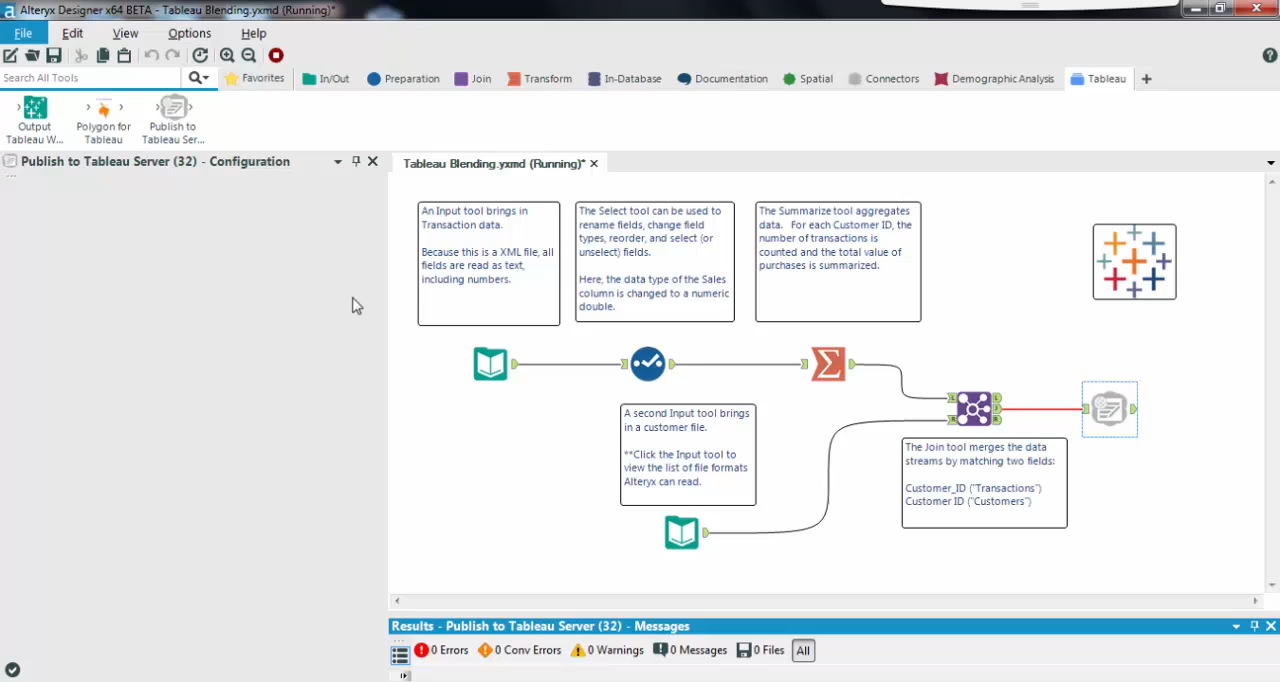 Alteryx Designer x64 BETA - Tableau Blending.yxmd (Running)*
File Edit View Options Help
Search All Tools
Favorites In/Out Preparation Join Transform In-Database Documentation Spatial Connectors Demographic Analysis Tableau
Output
Tableau W...
Polygon for
Tableau
Publish to
Tableau Ser...
Publish to Tableau Server (32) - Configuration
Tableau Blending.yxmd (Running)*
An Input tool brings in
Transaction data.
Because this is a XML file, all
fields are read as text,
including numbers.
The Select tool can be used to
rename fields, change field
types, reorder, and select (or
unselect) fields.
Here, the data type of the Sales
column is changed to a numeric
double.
The Summarize tool aggregates
data. For each Customer ID, the
number of transactions is
counted and the total value of
purchases is summarized.
A second Input tool brings
in a customer file.
**Click the Input tool to
view the list of file formats
Alteryx can read.
L
J
R
L
R
The Join tool merges the data
streams by matching two fields:
Customer_ID ("Transactions")
Customer ID ("Customers")
Results - Publish to Tableau Server (32) - Messages
0 Errors 0 Conv Errors 0 Warnings 0 Messages 0 Files All